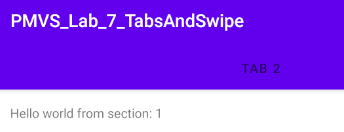 PMVS_Lab_7_TabsAndSwipe
TAB 2
Hello world from section: 1